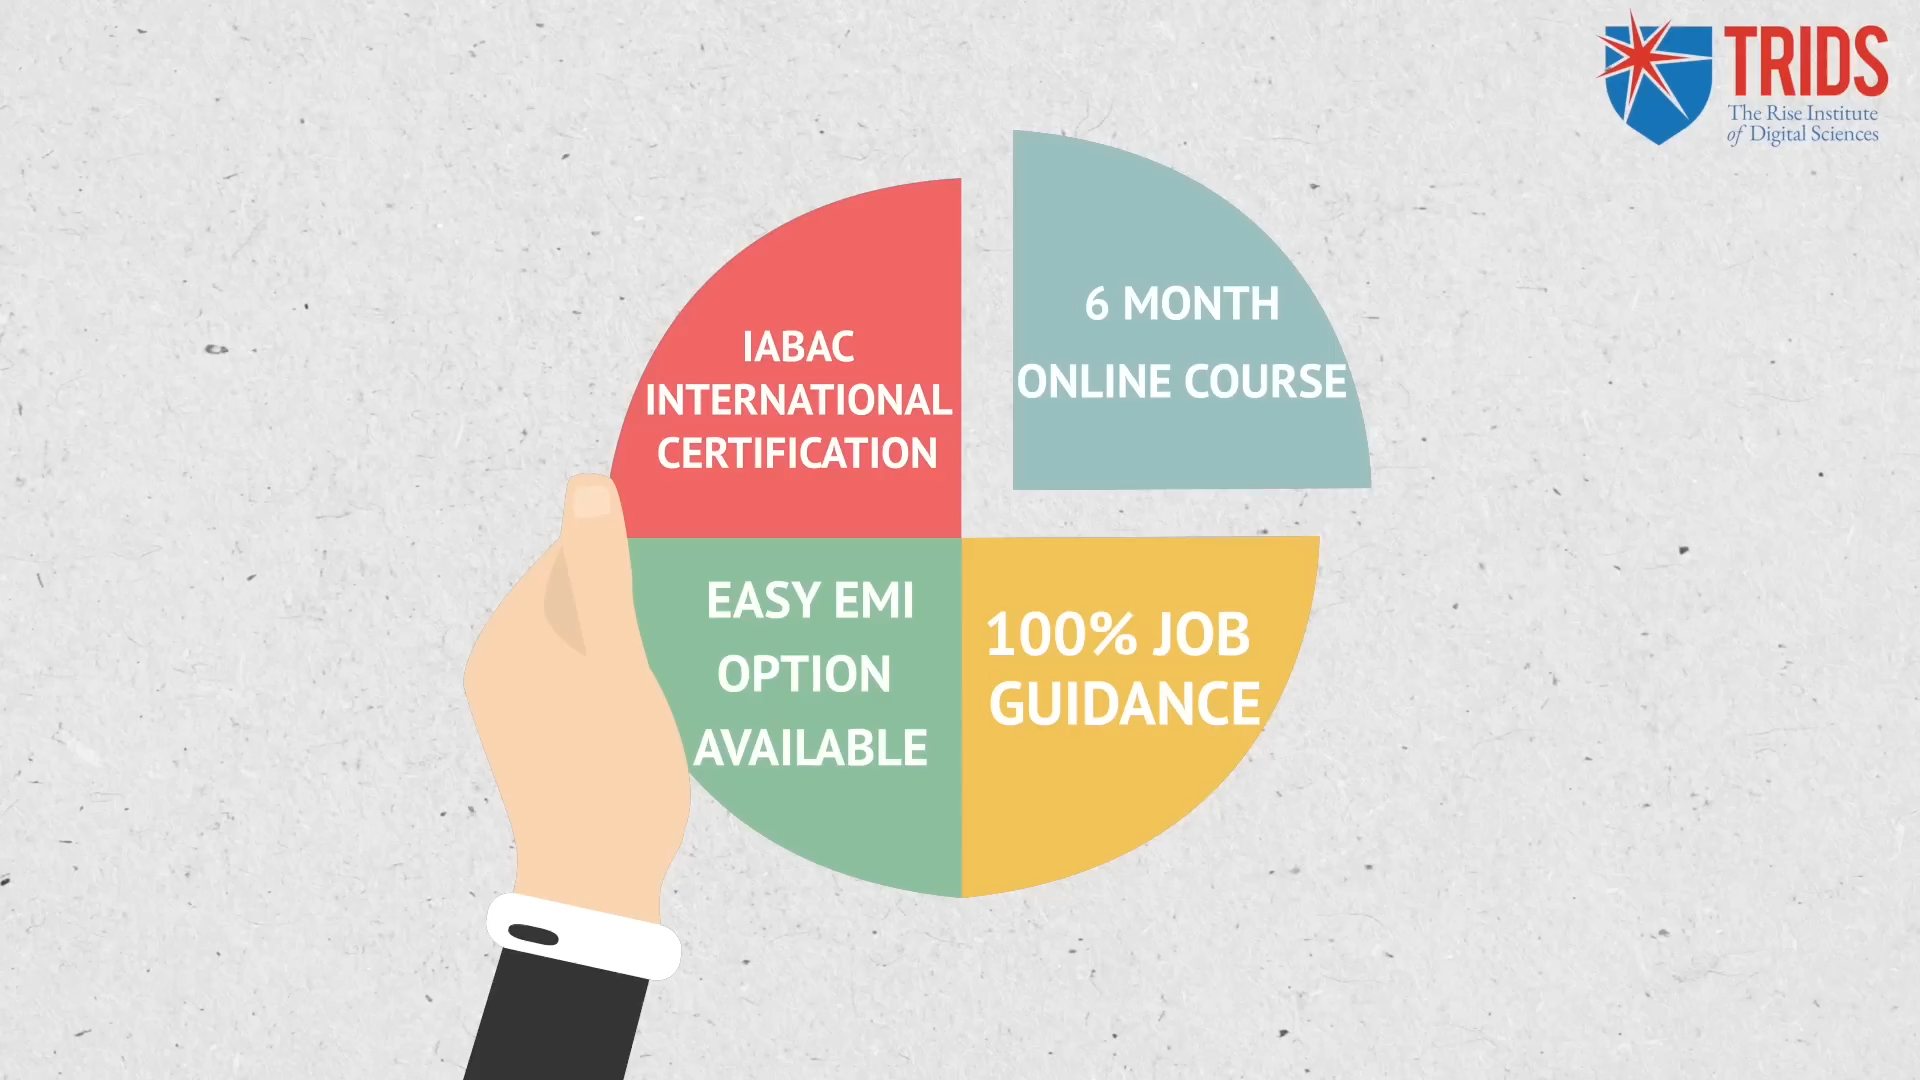 TRIDS
The Rise Institute
of Digital Sciences
IABAC
INTERNATIONAL
CERTIFICATION
6 MONTH
ONLINE COURSE
EASY EMI
OPTION
AVAILABLE
100% JOB
GUIDANCE